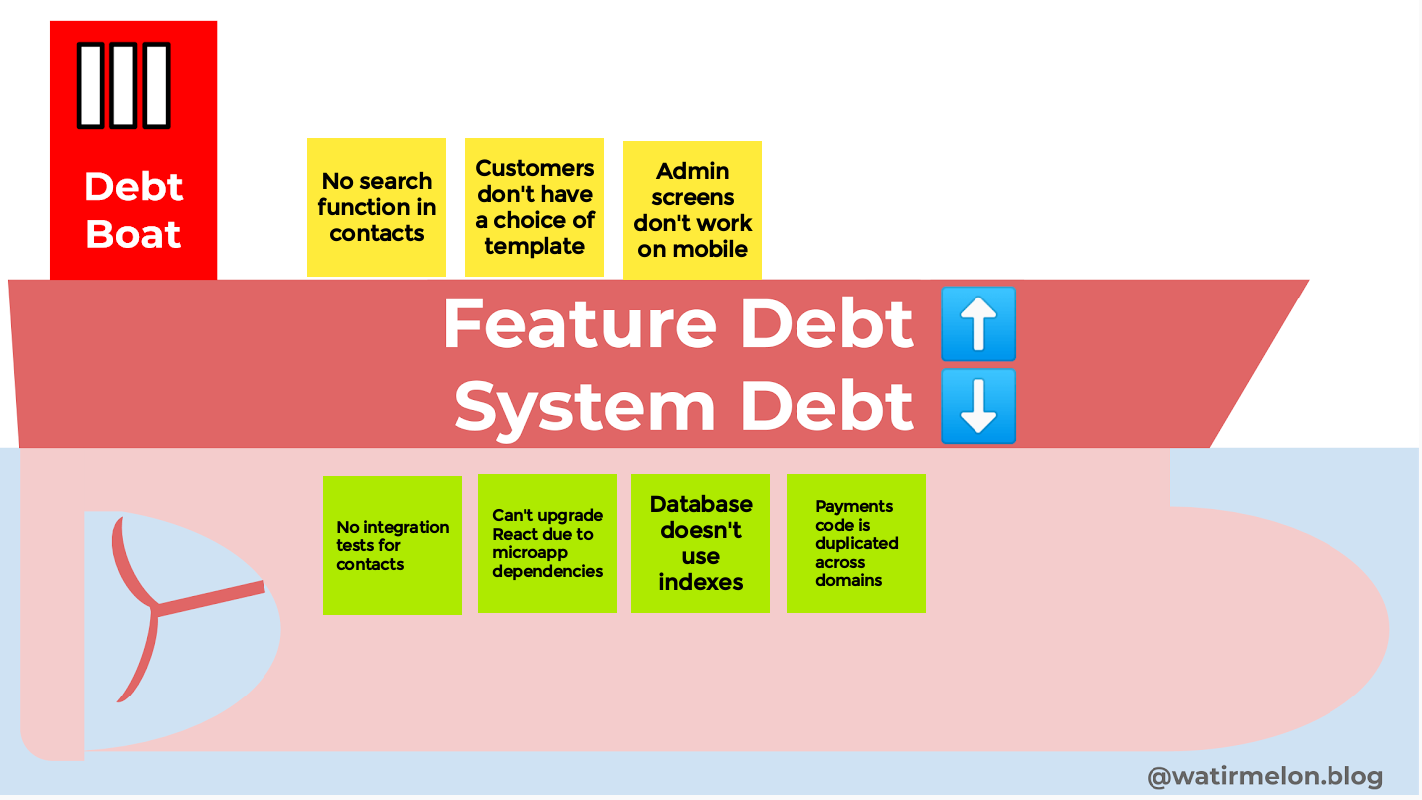 Debt
Boat
No search
function in
contacts
Customers
don't have
a choice of
template
Admin
screens
don't work
on mobile
Feature Debt ⬆️
System Debt ⬇️
No integration
tests for
contacts
Can't upgrade
React due to
microapp
dependencies
Database
doesn't
use
indexes
Payments
code is
duplicated
across
domains
@watirmelon.blog